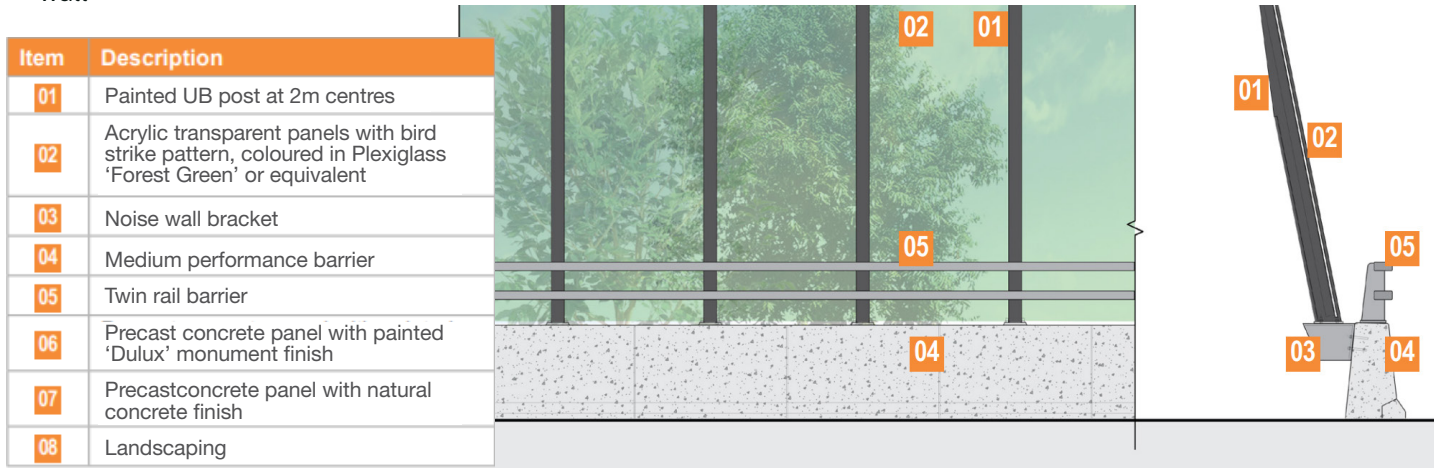 Item Description
01 Painted UB post at 2m centres
02 Acrylic transparent panels with bird
strike pattern, coloured in Plexiglass
‘Forest Green’ or equivalent
03 Noise wall bracket
04 Medium performance barrier
05 Twin rail barrier
06 Precast concrete panel with painted
‘Dulux’ monument finish
07 Precastconcrete panel with natural
concrete finish
08 Landscaping
02 01
05
04
01
02
05
03 04